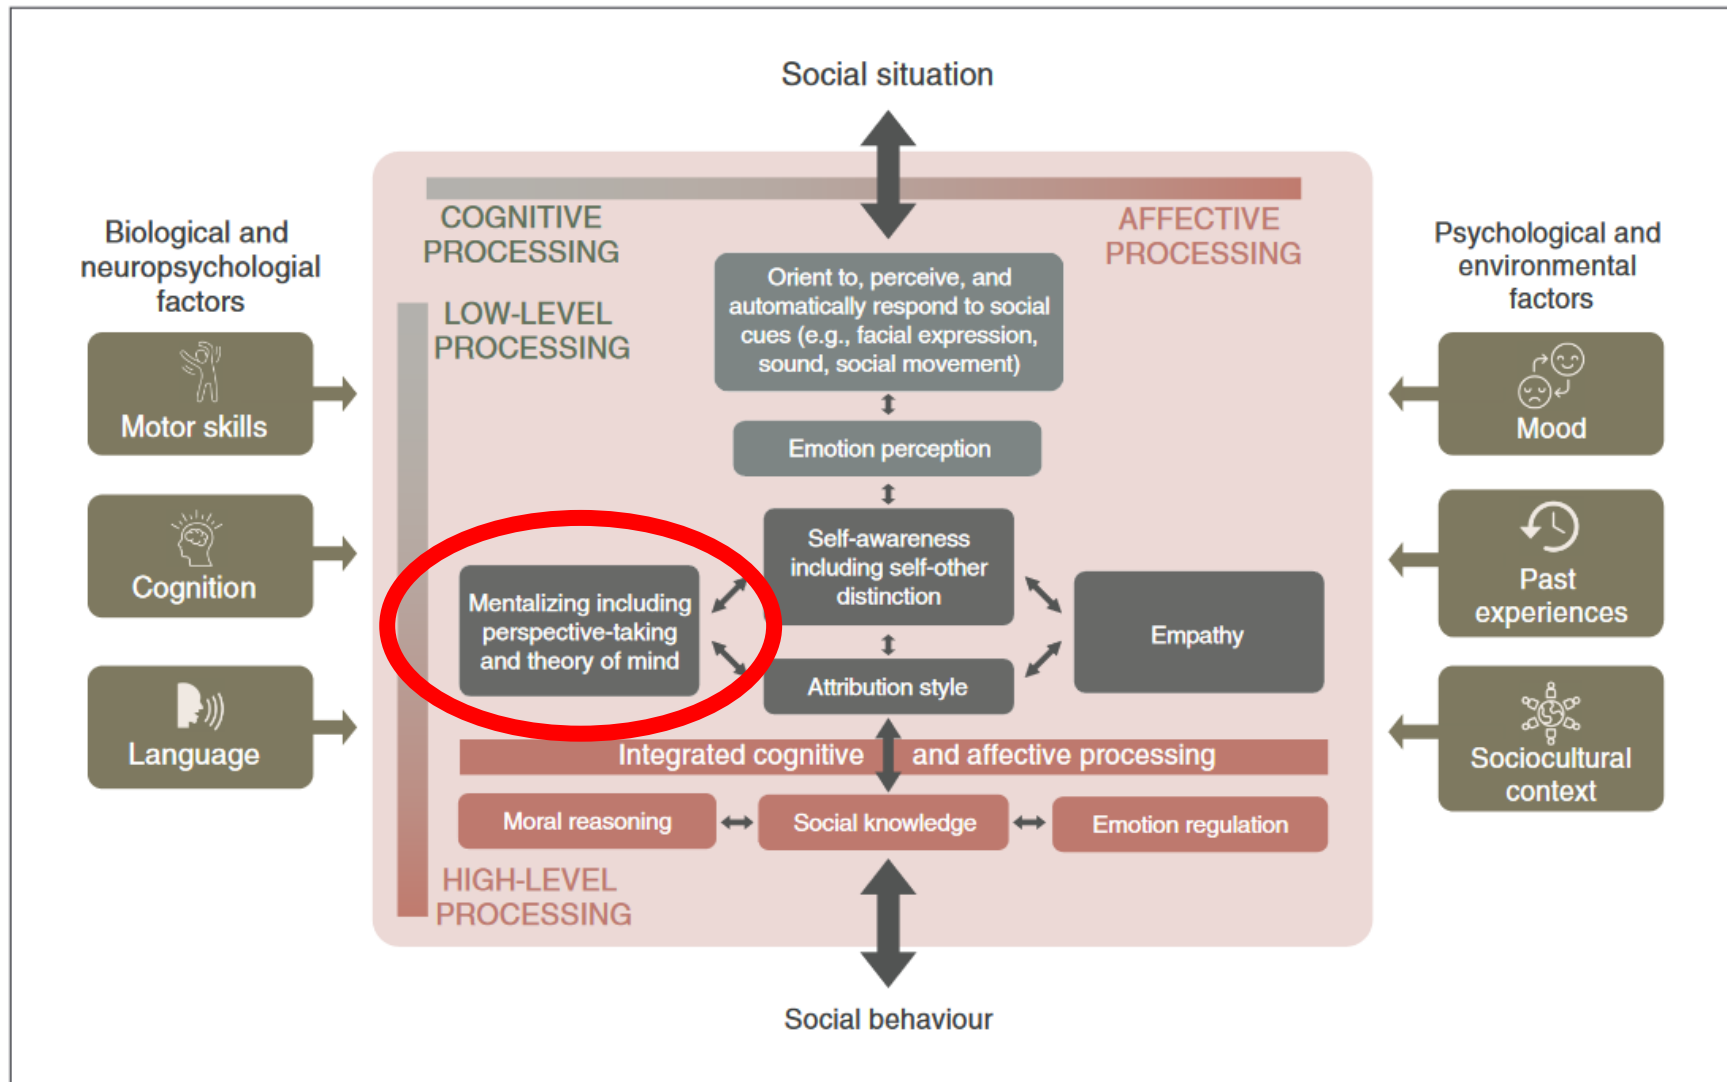 Social situation
COGNITIVE
PROCESSING
AFFECTIVE
PROCESSING
Biological and
neuropsychologial
factors
Psychological and
environmental
factors
Orient to, perceive, and
automatically respond to social
cues (e.g., facial expression,
sound, social movement)
LOW-LEVEL
PROCESSING
Motor skills
Mood
Emotion perception
Self-awareness
including self-other
distinction
Cognition
Past
experiences
Mentalizing including
perspective-taking
and theory of mind
Empathy
Attribution style
Language
Sociocultural
context
Integrated cognitive and affective processing
Moral reasoning
Social knowledge
Emotion regulation
HIGH-LEVEL
PROCESSING
Social behaviour